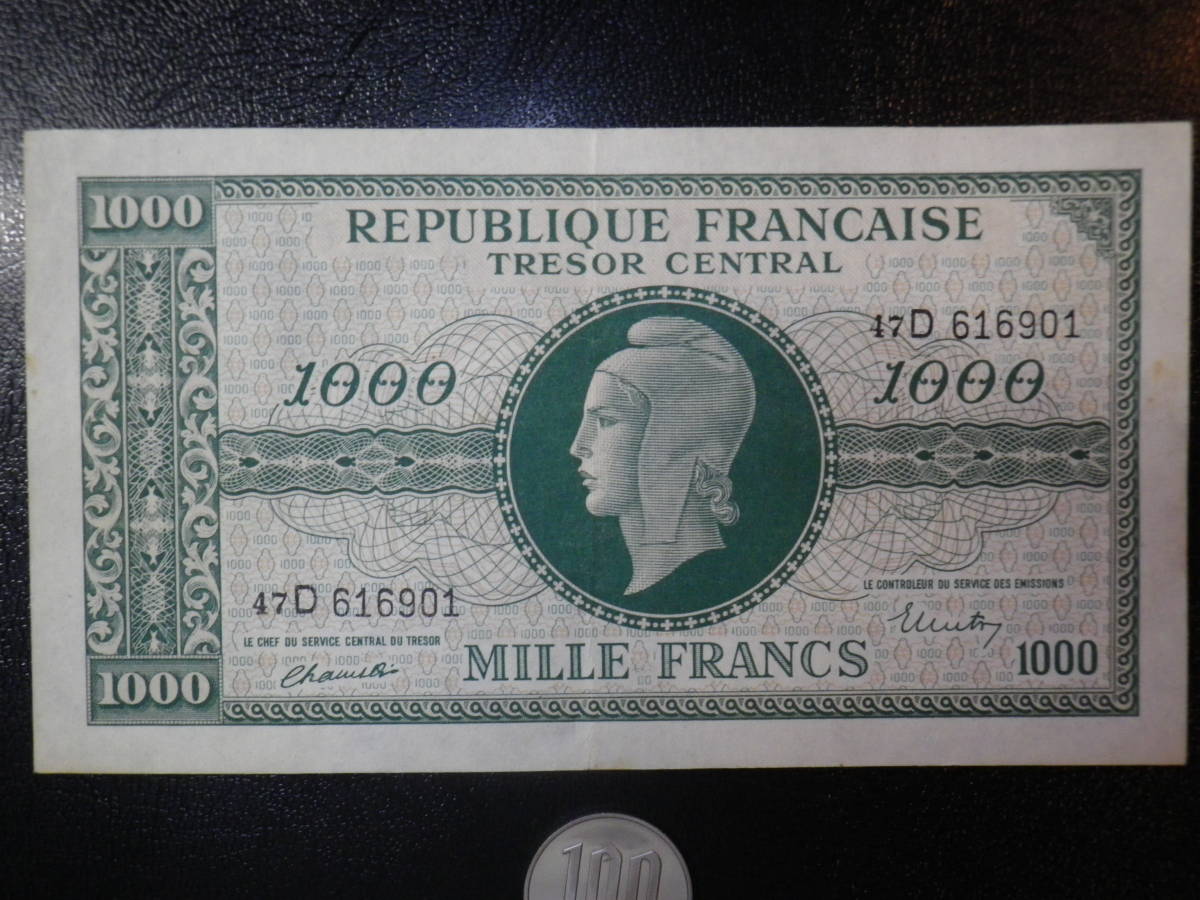 1000
REPUBLIQUE FRANCAISE
TRESOR CENTRAL
47D 616901
1000
1000
47D 616901
LE CONTROLEUR DU SERVICE DES EMISSIONS
LE CHEF DU SERVICE CENTRAL DU TRESOR
1000
MILLE FRANCS
1000
100